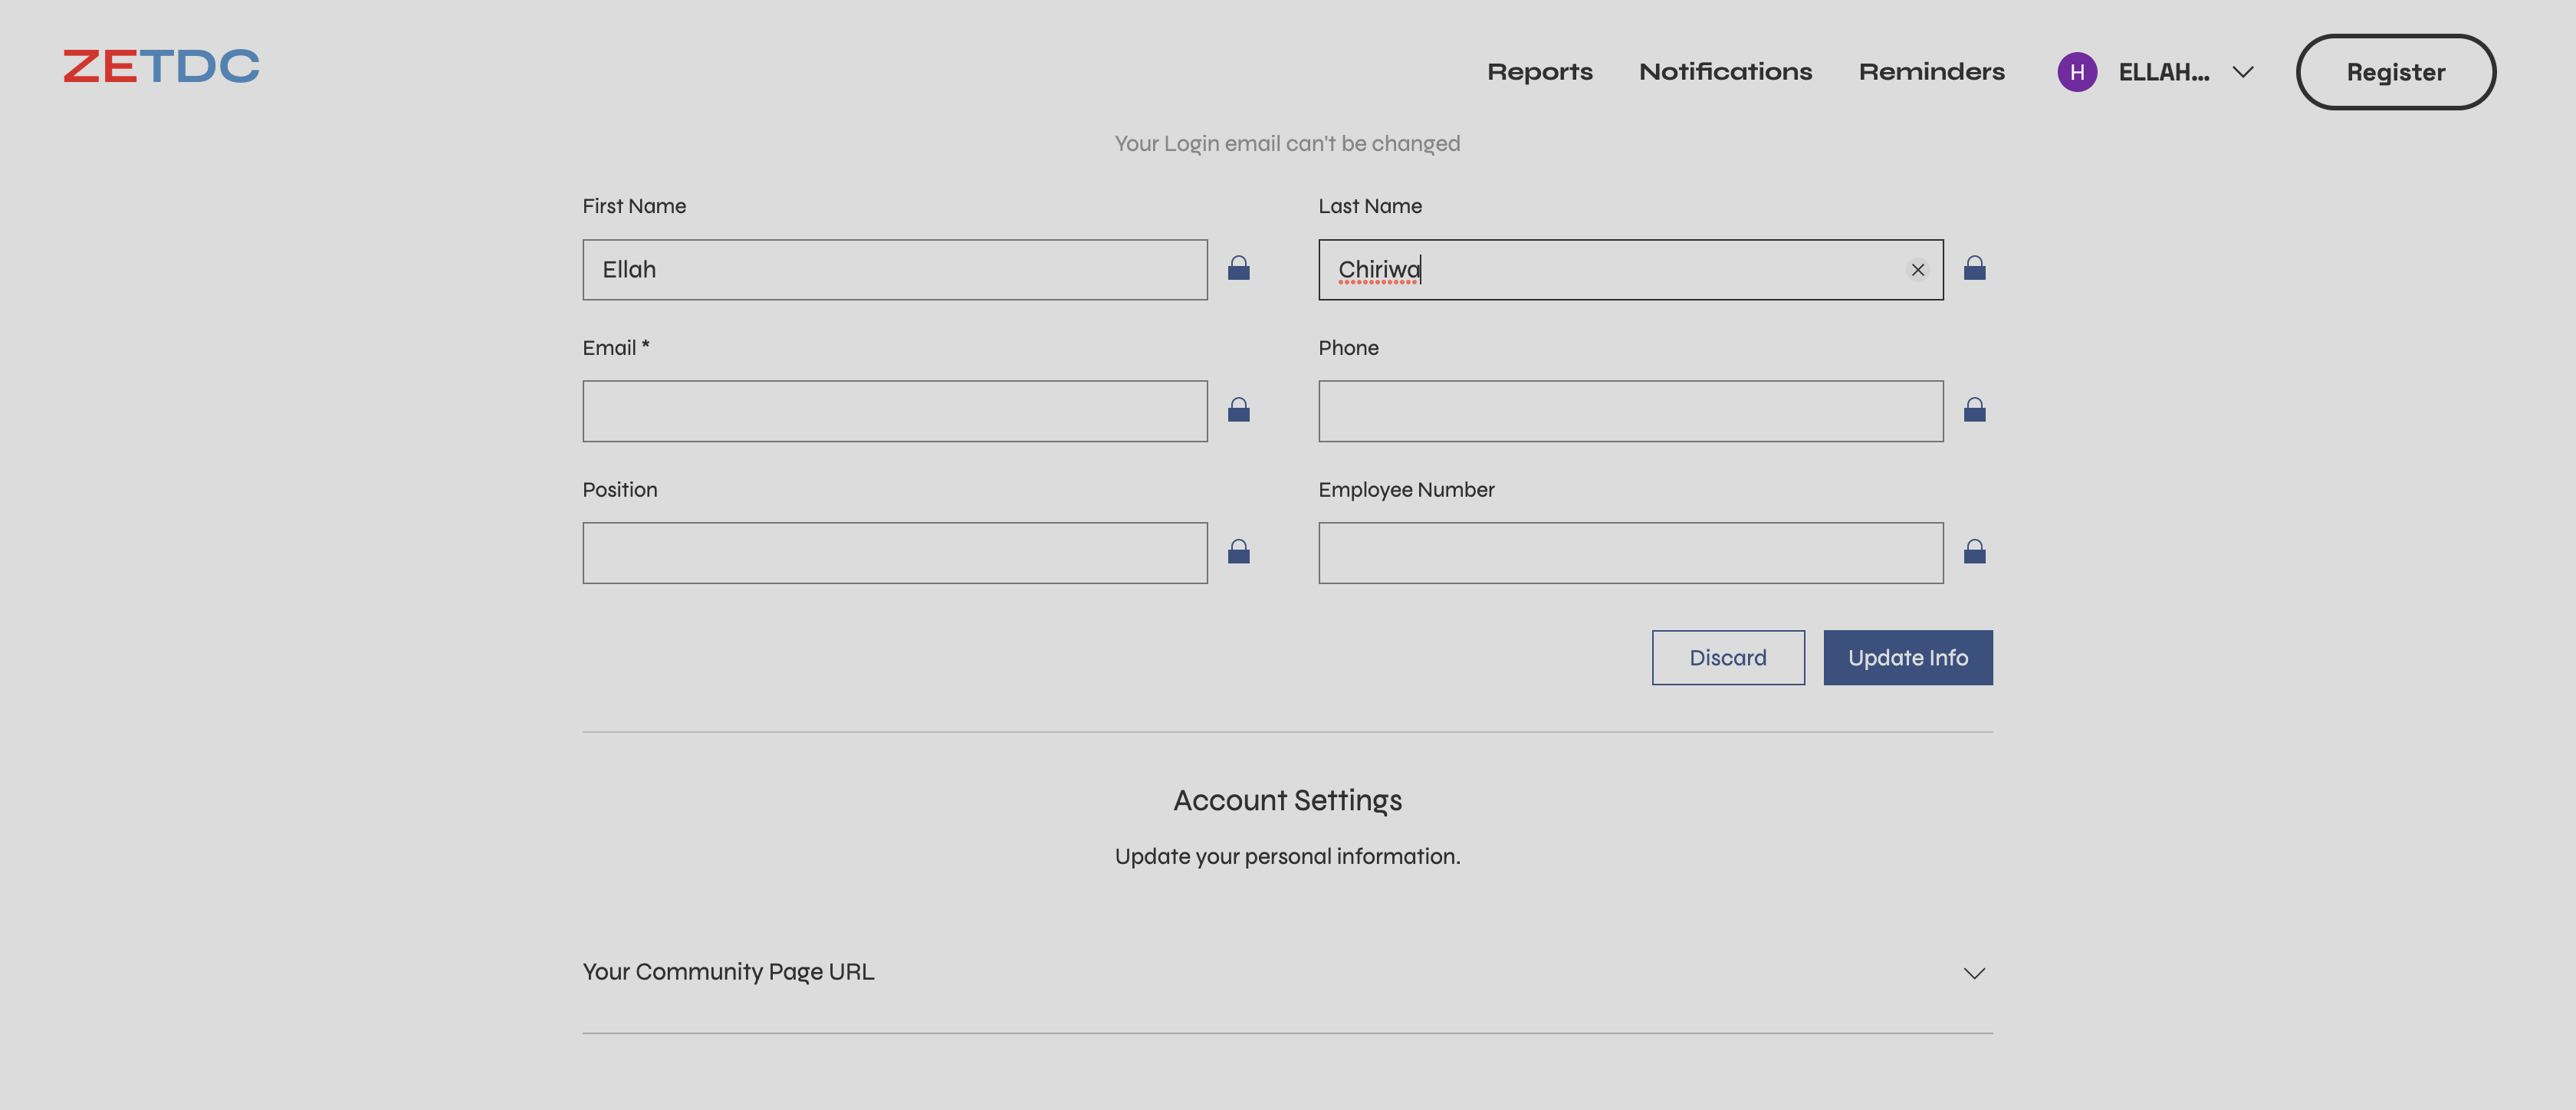 ZETDC
Reports Notifications Reminders H ELLAH... Register
Your Login email can't be changed
First Name Last Name
Ellah Chiriwa
Email * Phone
Position Employee Number
Discard Update Info
Account Settings
Update your personal information.
Your Community Page URL